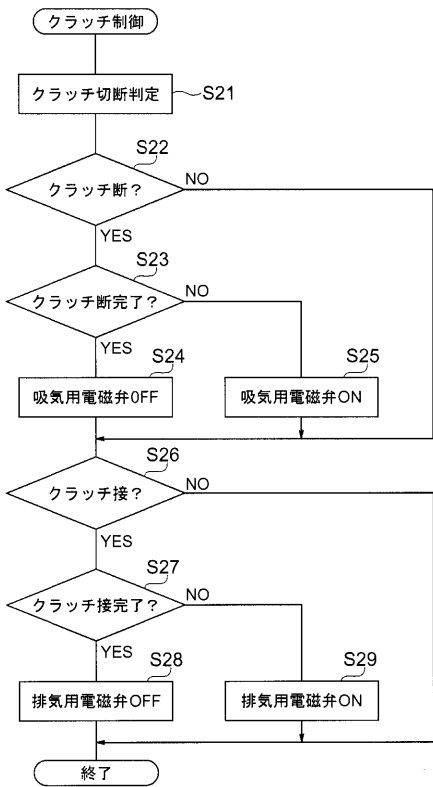 クラッチ制御
クラッチ切断判定
S21
S22
クラッチ断？
NO
YES
S23
クラッチ断完了？
NO
YES
S24
吸気用電磁弁OFF
S25
吸気用電磁弁ON
S26
クラッチ接？
NO
YES
S27
クラッチ接完了？
NO
YES
S28
排気用電磁弁OFF
S29
排気用電磁弁ON
終了